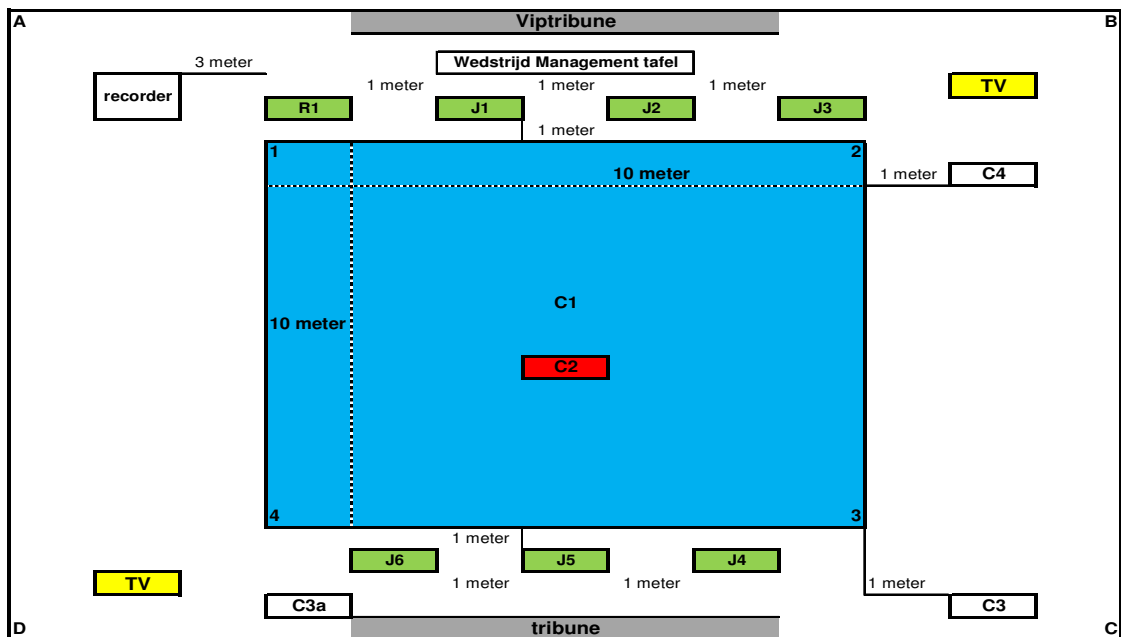 A
Viptribune
B
3 meter
Wedstrijd Management tafel
recorder
1 meter
1 meter
1 meter
TV
R1
J1
J2
J3
1 meter
1
2
10 meter
1 meter
C4
C1
10 meter
C2
4
3
1 meter
J6
J5
J4
TV
1 meter
1 meter
1 meter
C3a
C3
D
tribune
C